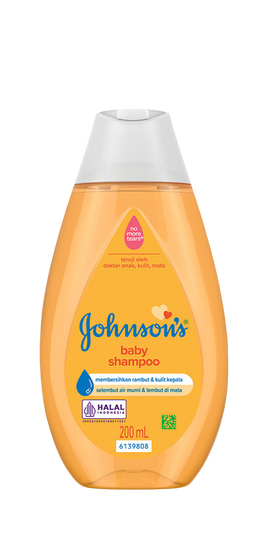 no
more
tears®
teruji oleh
dokter anak, kulit, mata
Johnson's®
baby
shampoo
membersihkan rambut & kulit kepala
selembut air murni & lembut di mata
HALAL
INDONESIA
200 mL
6139808